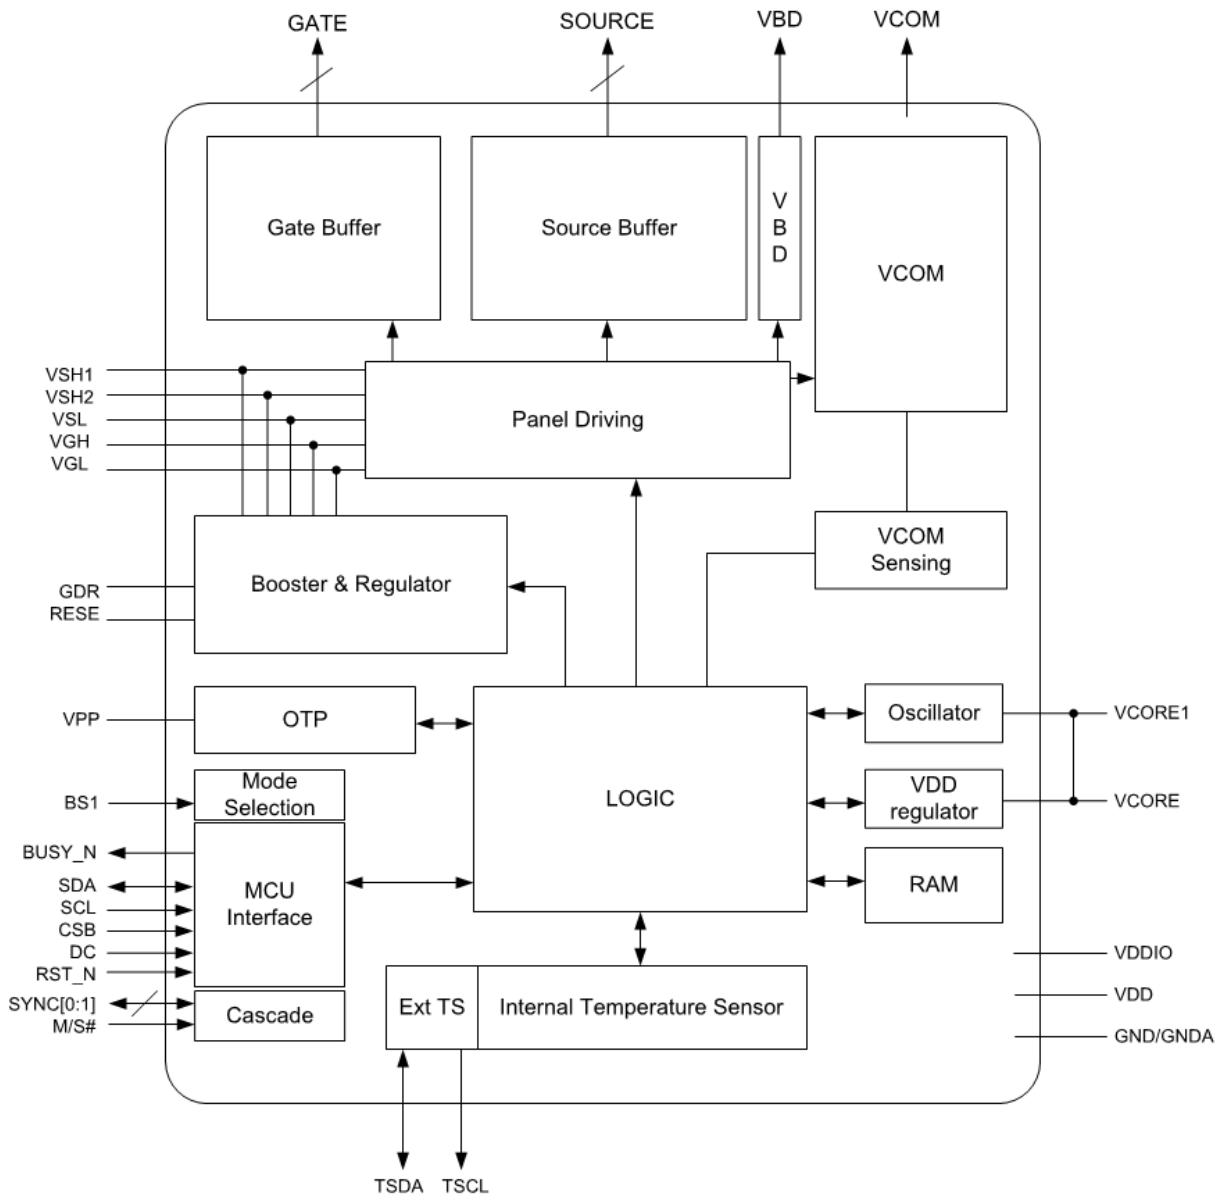 GATE
SOURCE
VBD
VCOM
Gate Buffer
Source Buffer
V
B
D
VCOM
VSH1
VSH2
VSL
VGH
VGL
Panel Driving
VCOM
Sensing
Booster & Regulator
GDR
RESE
VPP
OTP
LOGIC
Oscillator
VCORE1
BS1
Mode
Selection
VDD
regulator
VCORE
BUSY_N
SDA
SCL
CSB
DC
RST_N
MCU
Interface
RAM
SYNC[0:1]
M/S#
Cascade
Ext TS
Internal Temperature Sensor
VDDIO
VDD
GND/GNDA
TSDA
TSCL